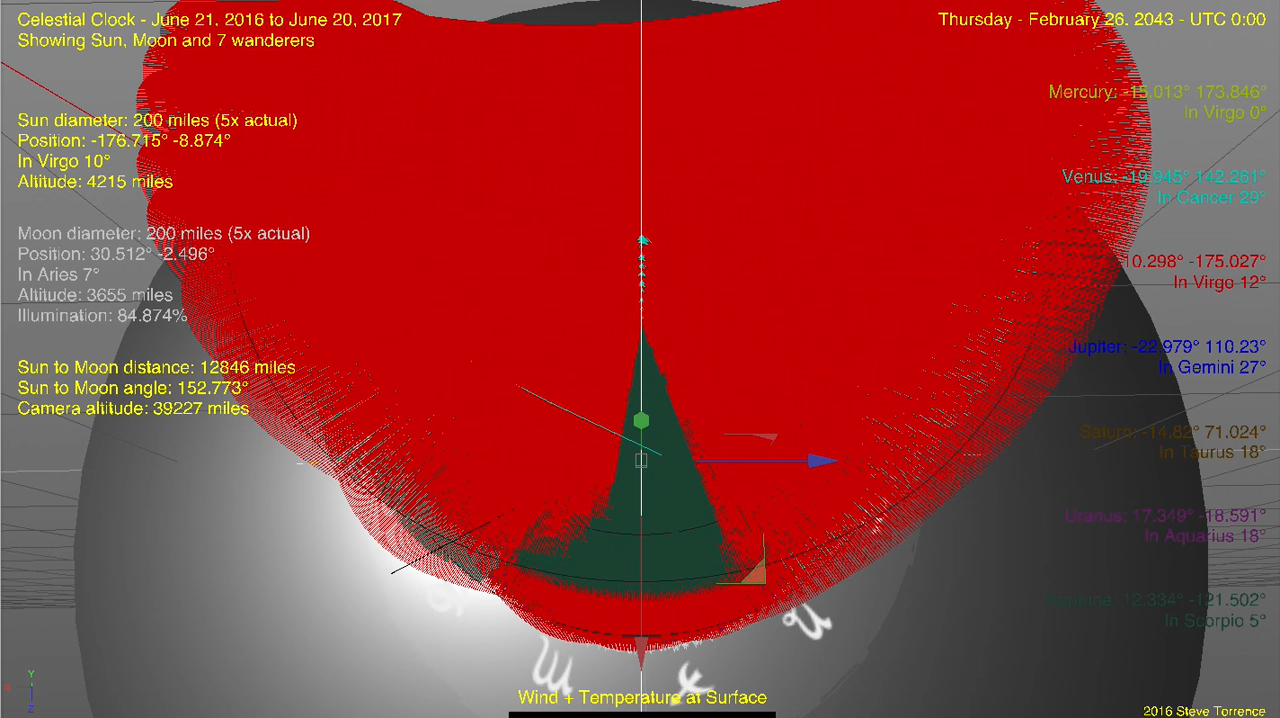 Celestial Clock - June 21, 2016 to June 20, 2017
Showing Sun, Moon and 7 wanderers
Sun diameter: 200 miles (5x actual)
Position: -176.715° -8.874°
In Virgo 10°
Altitude: 4215 miles
Moon diameter: 200 miles (5x actual)
Position: 30.512° -2.496°
In Aries 7°
Altitude: 3655 miles
Illumination: 84.874%
Sun to Moon distance: 12846 miles
Sun to Moon angle: 152.773°
Camera altitude: 39227 miles
Thursday - February 26, 2043 - UTC 0:00
Mercury: -15.013° 173.846°
In Virgo 0°
Venus: -19.945° 142.261°
In Cancer 29°
10.298° -175.027°
In Virgo 12°
Jupiter: -22.979° 110.23°
In Gemini 27°
Saturn: -14.82° 71.024°
In Taurus 18°
Uranus: 17.349° -18.591°
In Aquarius 18°
Neptune: 12.334° -121.502°
In Scorpio 5°
Wind + Temperature at Surface
2016 Steve Torrence
Y
Z